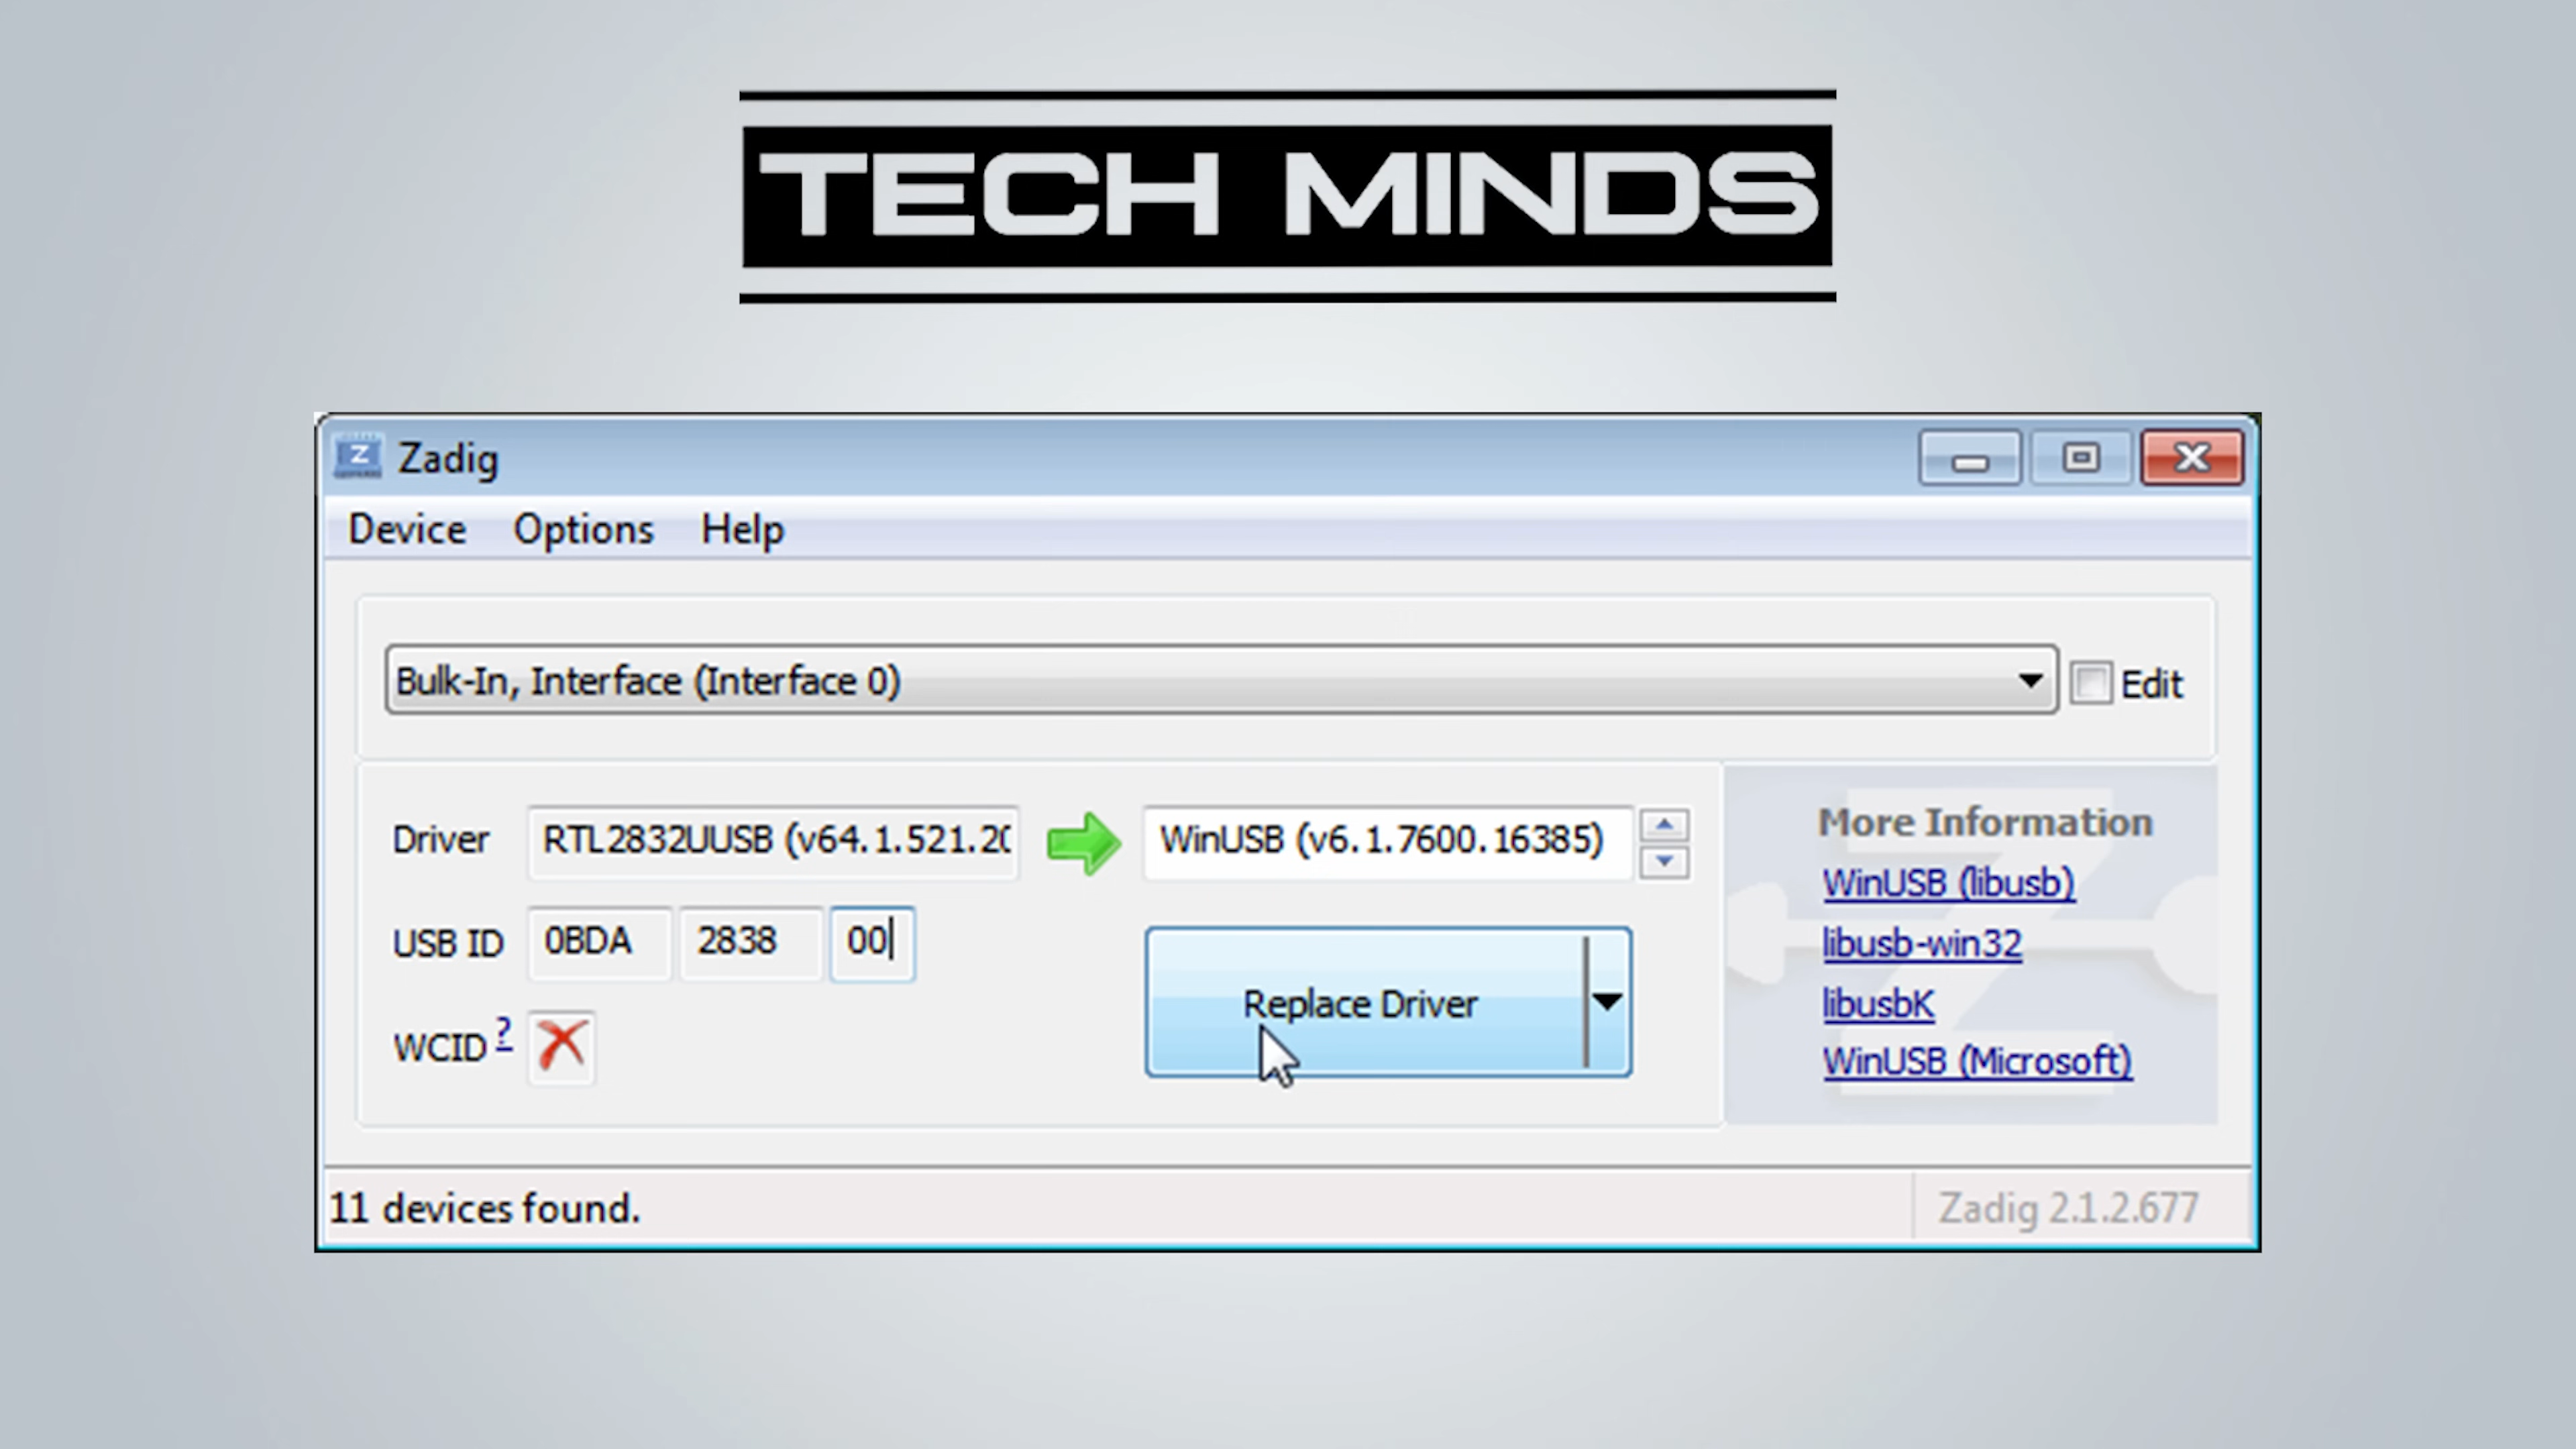 TECH MINDS
Zadig
Device Options Help
Bulk-In, Interface (Interface 0)
Edit
Driver RTL2832UUSB (v64.1.521.20 WinUSB (v6.1.7600.16385)
USB ID 0BDA 2838 00
WCID ?
Replace Driver
More Information
WinUSB (libusb)
libusb-win32
libusbK
WinUSB (Microsoft)
11 devices found.
Zadig 2.1.2.677